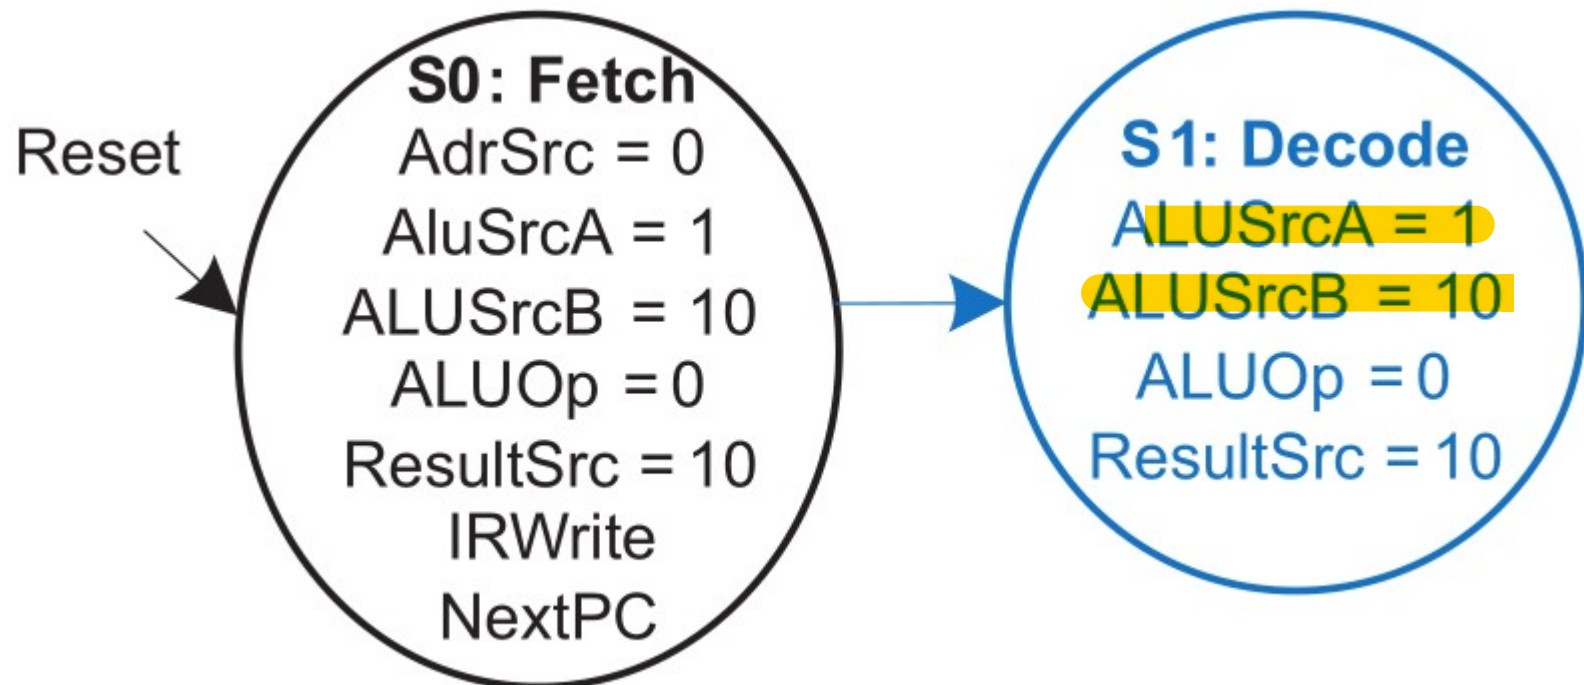 Reset
S0: Fetch
AdrSrc = 0
AluSrcA = 1
ALUSrcB = 10
ALUOp = 0
ResultSrc = 10
IRWrite
NextPC
S1: Decode
ALUSrcA = 1
ALUSrcB = 10
ALUOp = 0
ResultSrc = 10